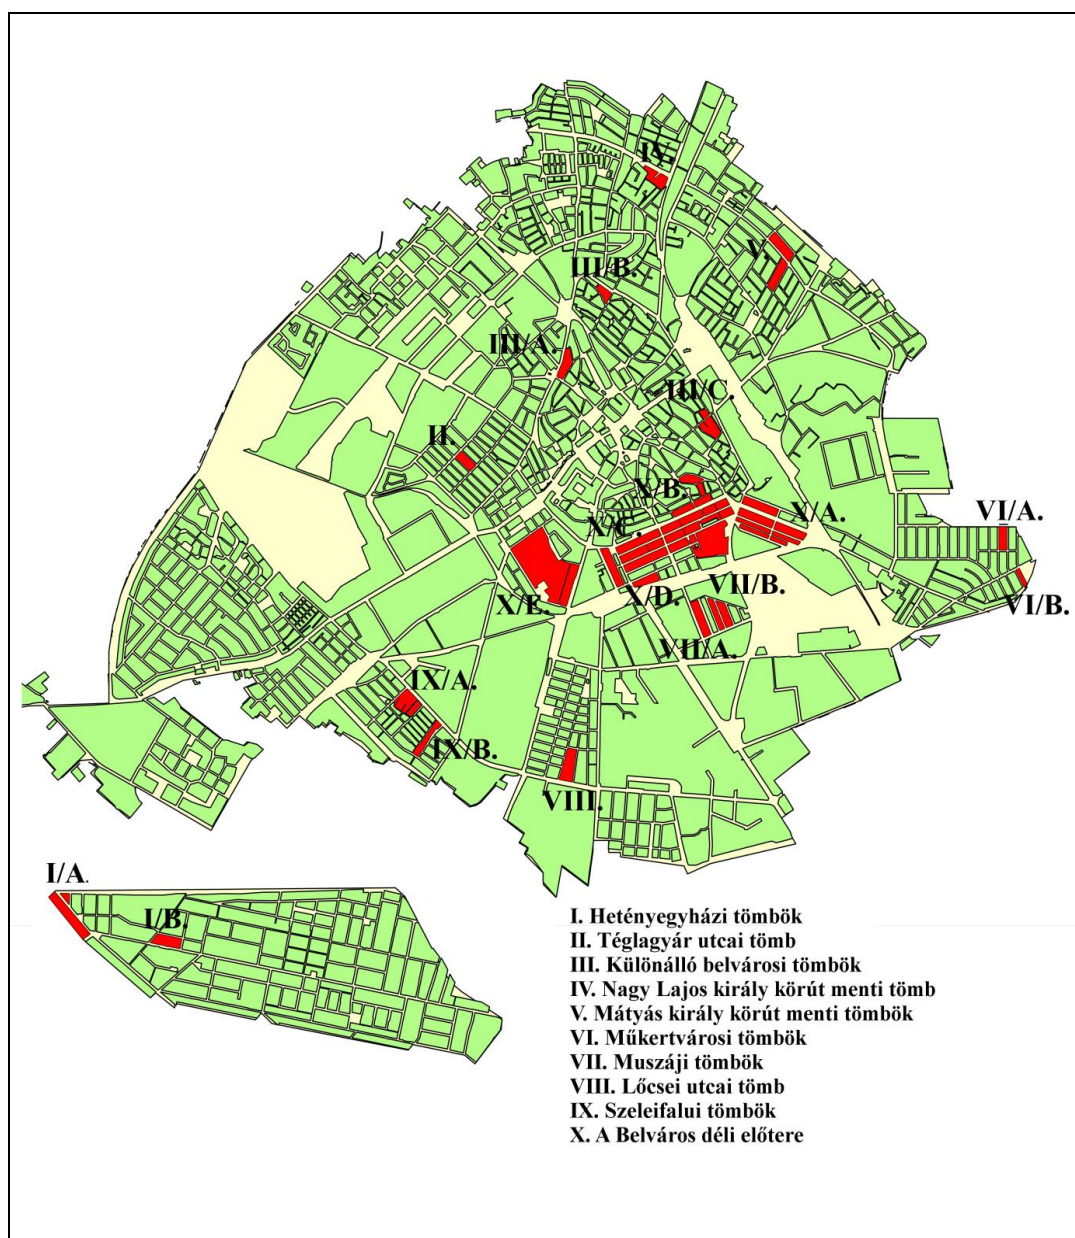 IV.
V.
III/B.
III/A.
III/C.
II.
X/B.
X/C.
X/A.
VI/A.
VII/B.
X/E.
X/D.
VI/B.
VII/A.
IX/A.
IX/B.
VIII.
I/A.
I/B.
I. Hetényegyházi tömbök
II. Téglagyár utcai tömb
III. Különálló belvárosi tömbök
IV. Nagy Lajos király körút menti tömb
V. Mátyás király körút menti tömbök
VI. Műkertvárosi tömbök
VII. Muszáji tömbök
VIII. Lőcsei utcai tömb
IX. Szeleifalui tömbök
X. A Belváros déli előtere